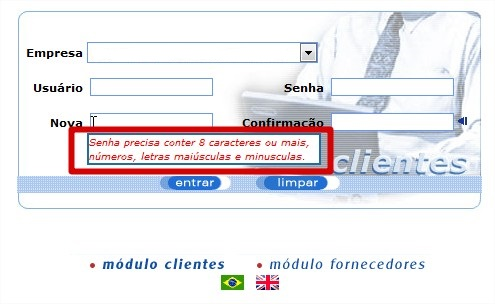 Empresa
Usuário Senha
Nova Confirmação
Senha precisa conter 8 caracteres ou mais,
números, letras maiúsculas e minusculas.
clientes
entrar limpar
• módulo clientes • módulo fornecedores